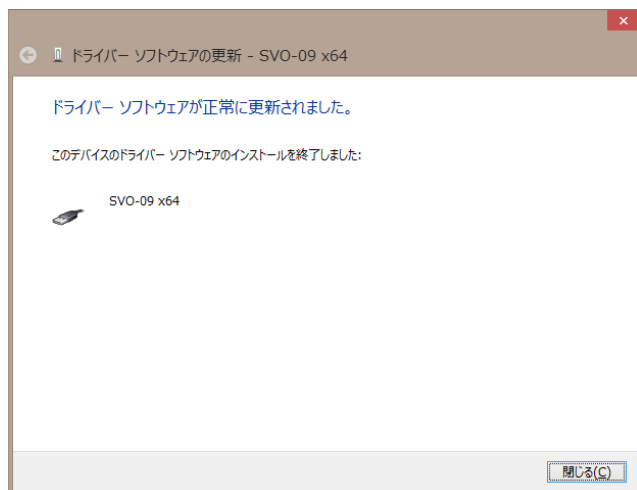 ドライバー ソフトウェアの更新 - SVO-09 x64
ドライバー ソフトウェアが正常に更新されました。
このデバイスのドライバー ソフトウェアのインストールを終了しました:
SVO-09 x64
閉じる(C)